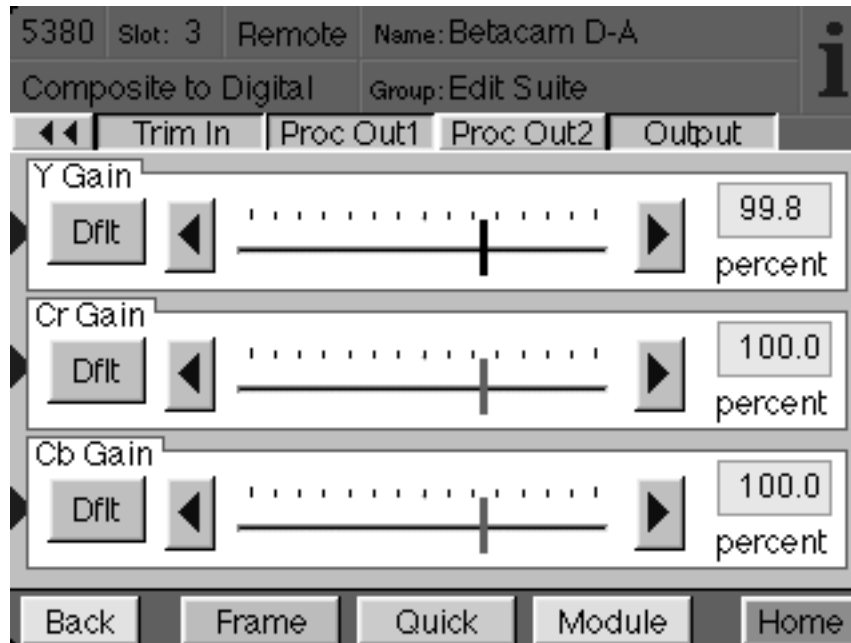 5380 Slot: 3 Remote Name: Betacam D-A
Composite to Digital Group: Edit Suite
Trim In Proc Out1 Proc Out2 Output
Y Gain
Dflt 99.8
percent
Cr Gain
Dflt 100.0
percent
Cb Gain
Dflt 100.0
percent
Back Frame Quick Module Home